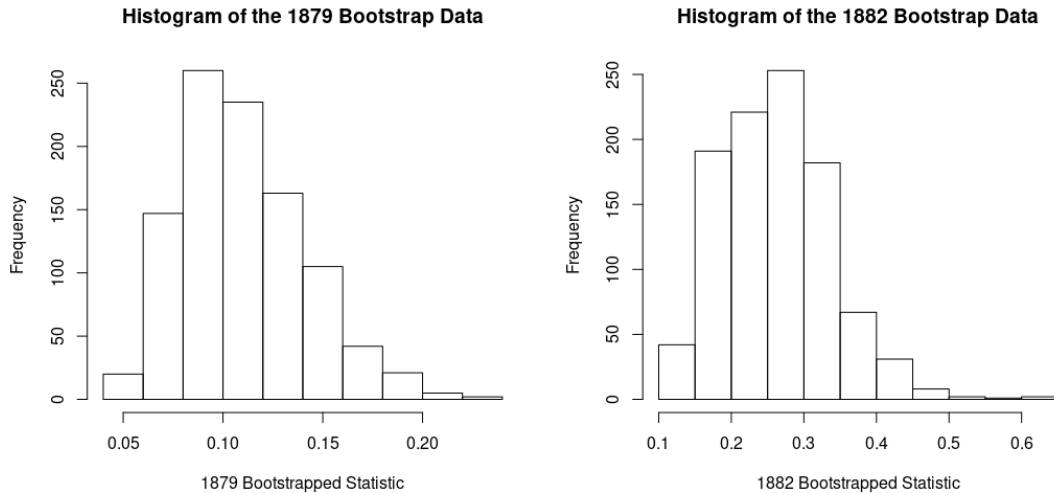 Histogram of the 1879 Bootstrap Data
Frequency
250
200
150
100
50
0
0.05 0.10 0.15 0.20
1879 Bootstrapped Statistic
Histogram of the 1882 Bootstrap Data
Frequency
250
200
150
100
50
0
0.1 0.2 0.3 0.4 0.5 0.6
1882 Bootstrapped Statistic